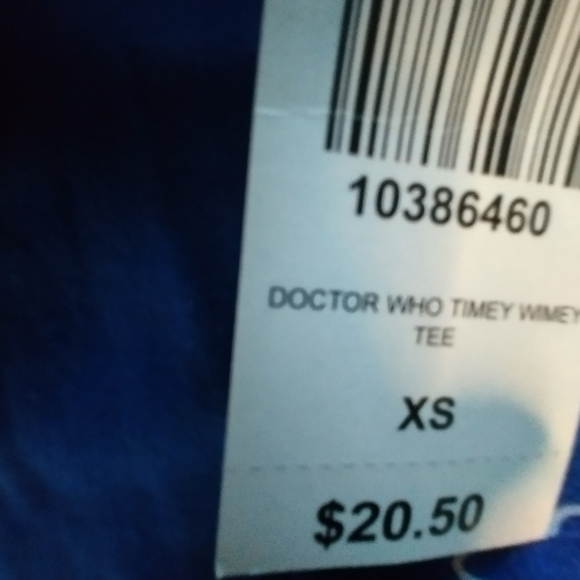 10386460
DOCTOR WHO TIMEY WIMEY
TEE
XS
$20.50